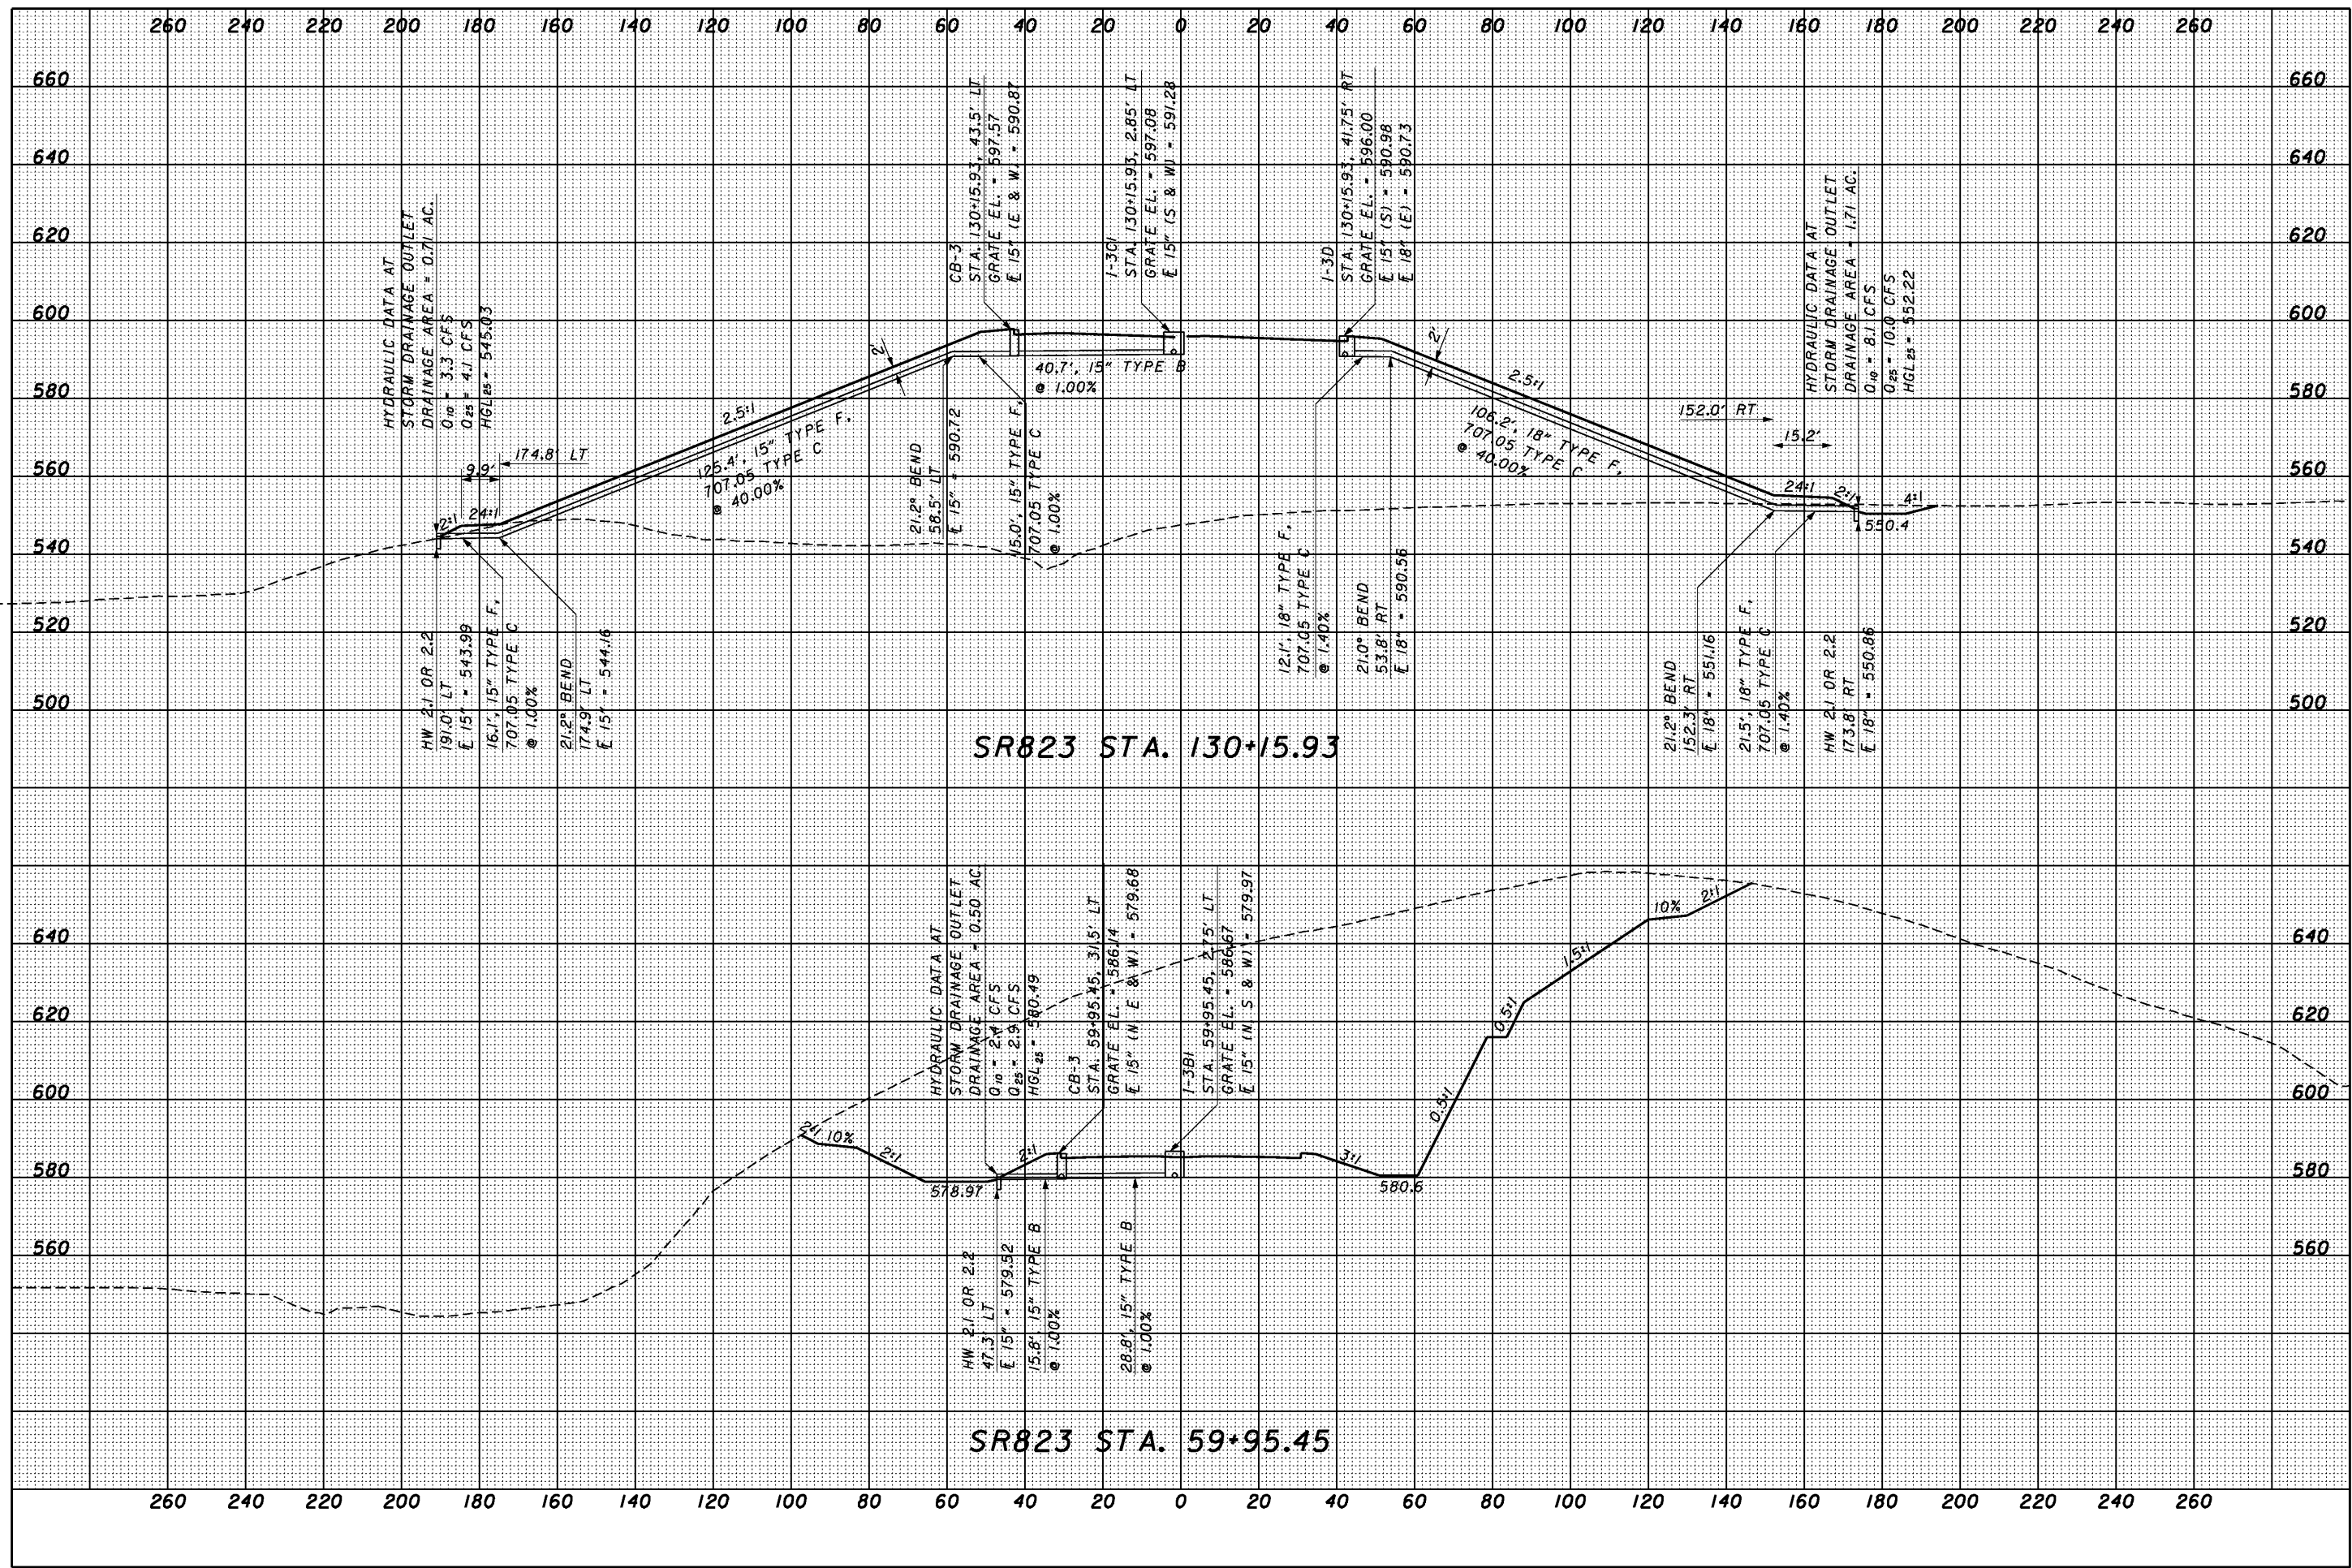 260 240 220 200 180 160 140 120 100 80 60 40 20 0 20 40 60 80 100 120 140 160 180 200 220 240 260
660 660
640 640
620 620
600 600
580 580
560 560
540 540
520 520
500 500
HYDRAULIC DATA AT
STORM DRAINAGE OUTLET
DRAINAGE AREA = 0.71 AC.
Q10 = 3.3 CFS
Q25 = 4.1 CFS
HGL25 = 545.03
CB-3
STA. 130+15.93, 43.5' LT
GRATE EL. = 597.57
℄ 15" (E & W) = 590.87
I-3C1
STA. 130+15.93, 2.85' LT
GRATE EL. = 597.08
℄ 15" (S & W) = 591.28
I-3D
STA. 130+15.93, 41.75' RT
GRATE EL. = 596.00
℄ 15" (S) = 590.98
℄ 18" (E) = 590.73
HYDRAULIC DATA AT
STORM DRAINAGE OUTLET
DRAINAGE AREA = 1.71 AC.
Q10 = 8.1 CFS
Q25 = 10.0 CFS
HGL25 = 552.22
2'
2'
2.5:1
125.4', 15" TYPE F,
707.05 TYPE C
@ 40.00%
174.8' LT
9.9'
2:1
24:1
40.7', 15" TYPE B
@ 1.00%
21.2° BEND
58.5' LT
℄ 15" = 590.72
15.0', 15" TYPE F,
707.05 TYPE C
@ 1.00%
2.5:1
106.2', 18" TYPE F,
707.05 TYPE C
@ 40.00%
152.0' RT
15.2'
24:1
2:1
4:1
550.4
HW 2.1 OR 2.2
191.0' LT
℄ 15" = 543.99
16.1', 15" TYPE F,
707.05 TYPE C
@ 1.00%
21.2° BEND
174.9' LT
℄ 15" = 544.16
12.1', 18" TYPE F,
707.05 TYPE C
@ 1.40%
21.0° BEND
53.8' RT
℄ 18" = 590.56
21.2° BEND
152.3' RT
℄ 18" = 551.16
21.5', 18" TYPE F,
707.05 TYPE C
@ 1.40%
HW 2.1 OR 2.2
173.8' RT
℄ 18" = 550.86
SR823 STA. 130+15.93
640 640
620 620
600 600
580 580
560 560
HYDRAULIC DATA AT
STORM DRAINAGE OUTLET
DRAINAGE AREA = 0.50 AC.
Q10 = 2.4 CFS
Q25 = 2.9 CFS
HGL25 = 580.49
CB-3
STA. 59+95.45, 31.5' LT
GRATE EL. = 586.14
℄ 15" (N, E & W) = 579.68
I-3B1
STA. 59+95.45, 2.75' LT
GRATE EL. = 586.67
℄ 15" (N, S & W) = 579.97
2:1
10%
2:1
578.97
2:1
3:1
580.6
0.5:1
0.5:1
1.5:1
10%
2:1
HW 2.1 OR 2.2
47.3' LT
℄ 15" = 579.52
15.8', 15" TYPE B
@ 1.00%
28.8', 15" TYPE B
@ 1.00%
SR823 STA. 59+95.45
260 240 220 200 180 160 140 120 100 80 60 40 20 0 20 40 60 80 100 120 140 160 180 200 220 240 260